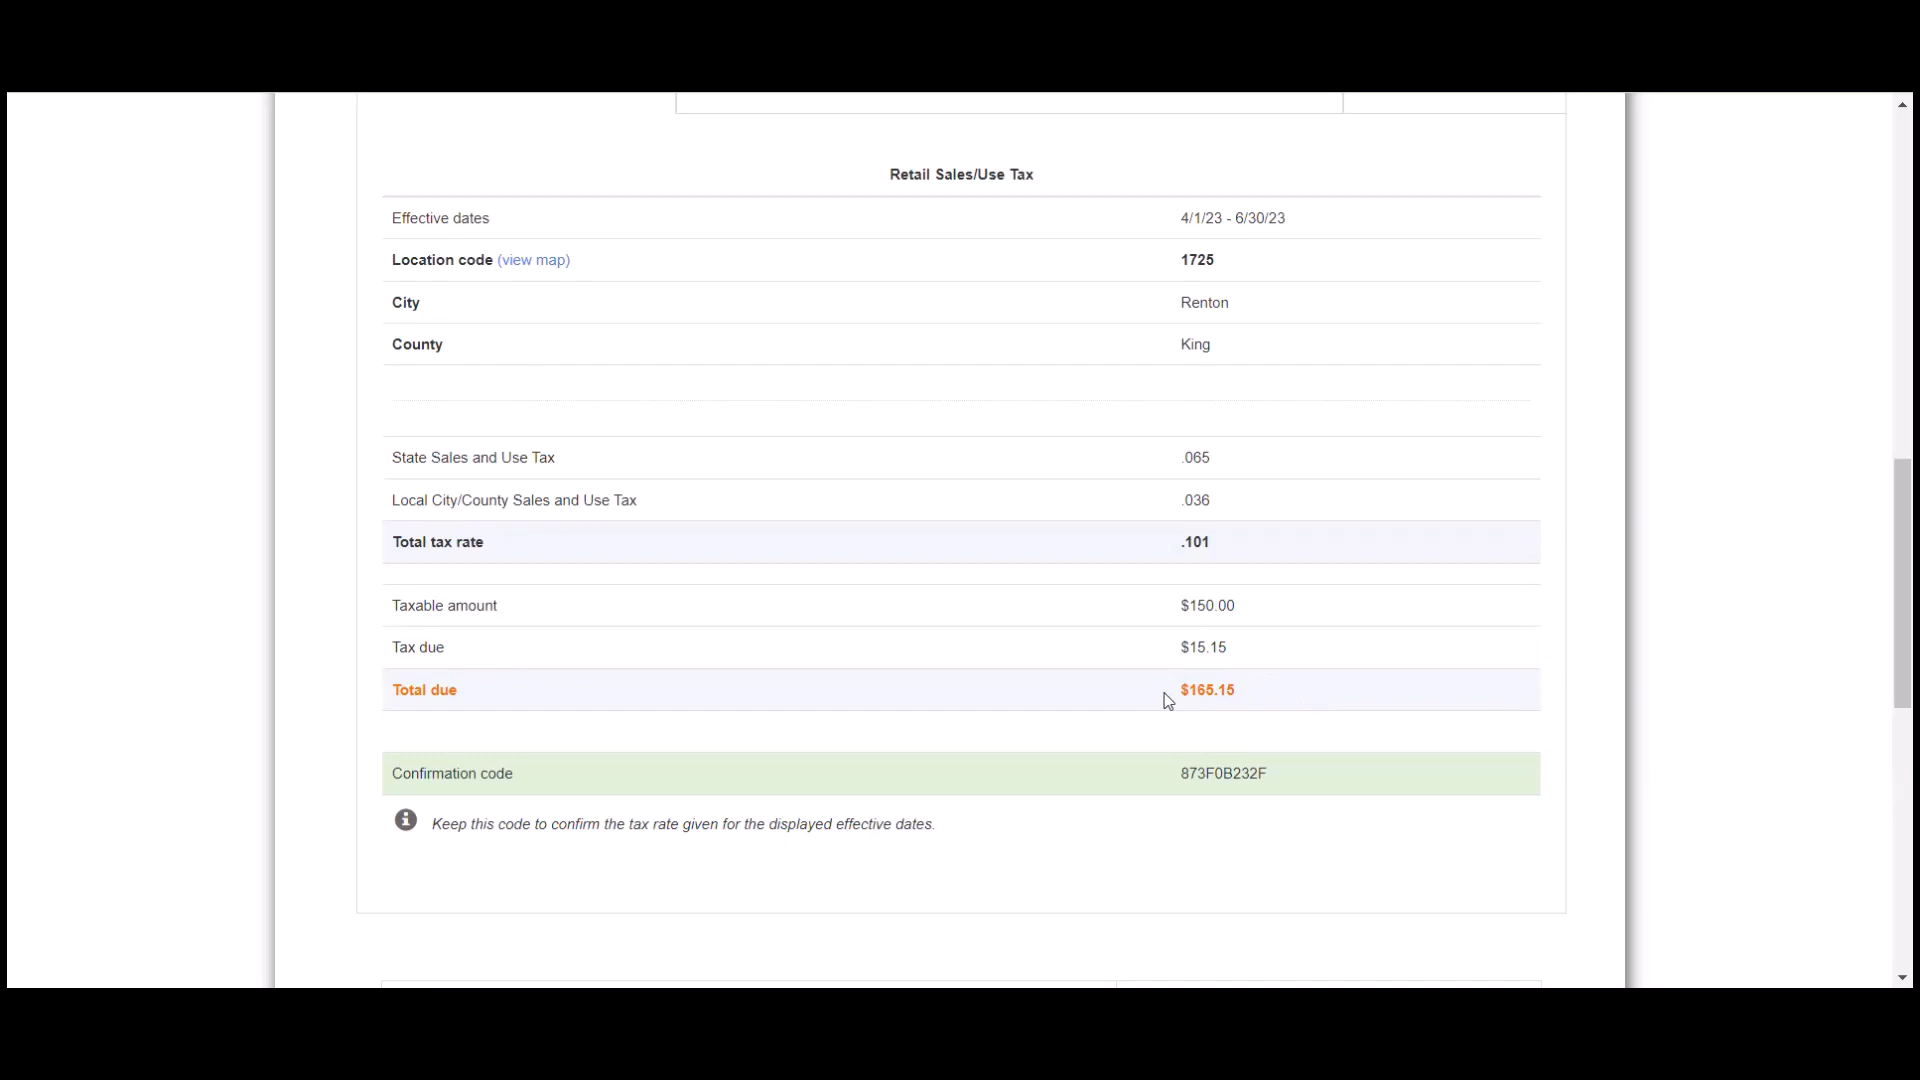 Retail Sales/Use Tax
Effective dates 4/1/23 - 6/30/23
Location code (view map) 1725
City Renton
County King
State Sales and Use Tax .065
Local City/County Sales and Use Tax .036
Total tax rate .101
Taxable amount $150.00
Tax due $15.15
Total due $165.15
Confirmation code 873F0B232F
Keep this code to confirm the tax rate given for the displayed effective dates.